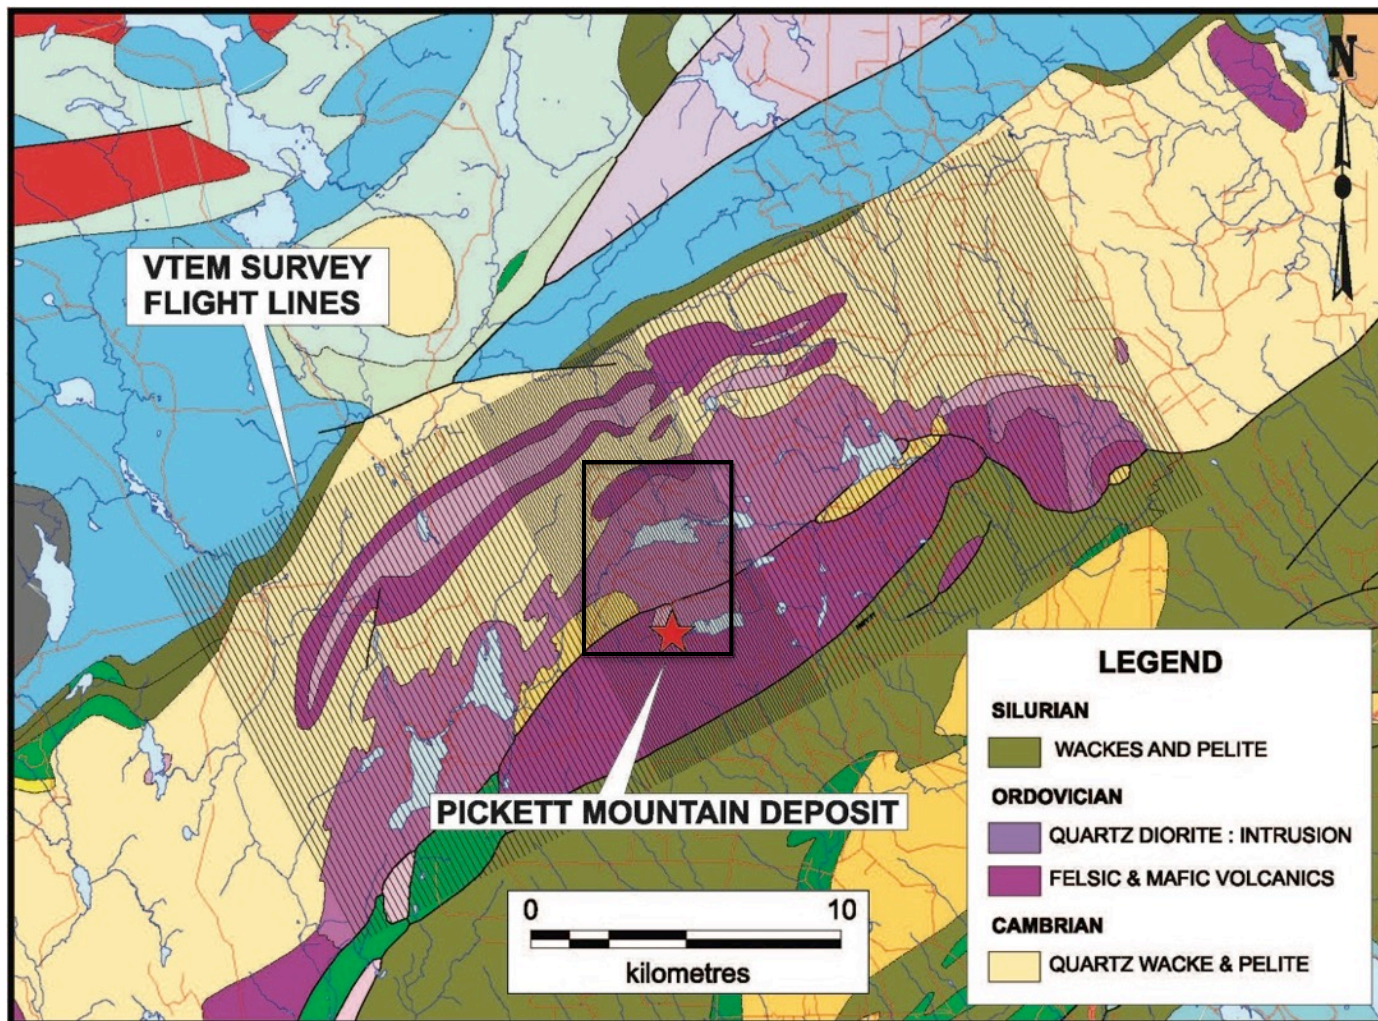 N
VTEM SURVEY
FLIGHT LINES
PICKETT MOUNTAIN DEPOSIT
0 10
kilometres
LEGEND
SILURIAN
WACKES AND PELITE
ORDOVICIAN
QUARTZ DIORITE : INTRUSION
FELSIC & MAFIC VOLCANICS
CAMBRIAN
QUARTZ WACKE & PELITE